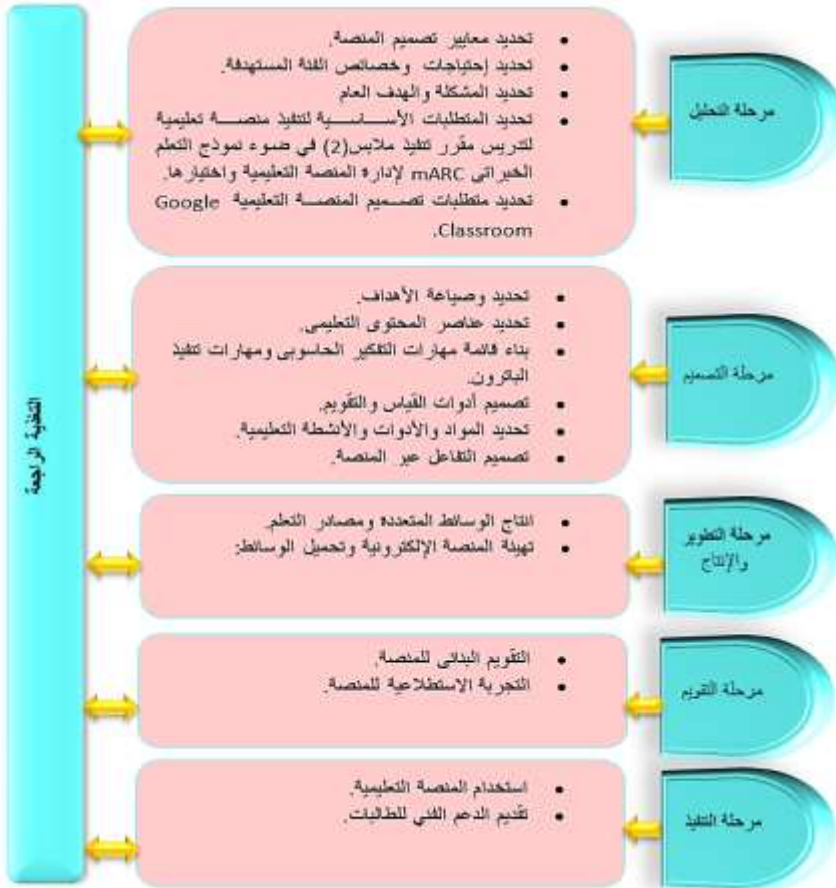 مرحلة التحليل
• تحديد معايير تصميم المنصة.
• تحديد إحتياجات وخصائص الفئة المستهدفة.
• تحديد المشكلة والهدف العام
• تحديد المتطلبات الأساسية لتنفيذ منصة تعليمية
لتدريس مقرر تنفيذ ملابس(2) في ضوء نموذج التعلم
الخبراتى mARC لإدارة المنصة التعليمية واختيارها.
• تحديد متطلبات تصميم المنصة التعليمية Google
Classroom.
مرحلة التصميم
• تحديد وصياغة الأهداف.
• تحديد عناصر المحتوى التعليمى.
• بناء قائمة مهارات التفكير الحاسوبى ومهارات تنفيذ
الباترون.
• تصميم أدوات القياس والتقويم.
• تحديد المواد والأدوات والأنشطة التعليمية.
• تصميم التفاعل عبر المنصة.
مرحلة التطوير
والإنتاج
• انتاج الوسائط المتعددة ومصادر التعلم.
• تهيئة المنصة الإلكترونية وتحميل الوسائط:
مرحلة التقويم
• التقويم البنائى للمنصة.
• التجربة الاستطلاعية للمنصة.
مرحلة التنفيذ
• استخدام المنصة التعليمية.
• تقديم الدعم الفني للطالبات.
التغذية الراجعة